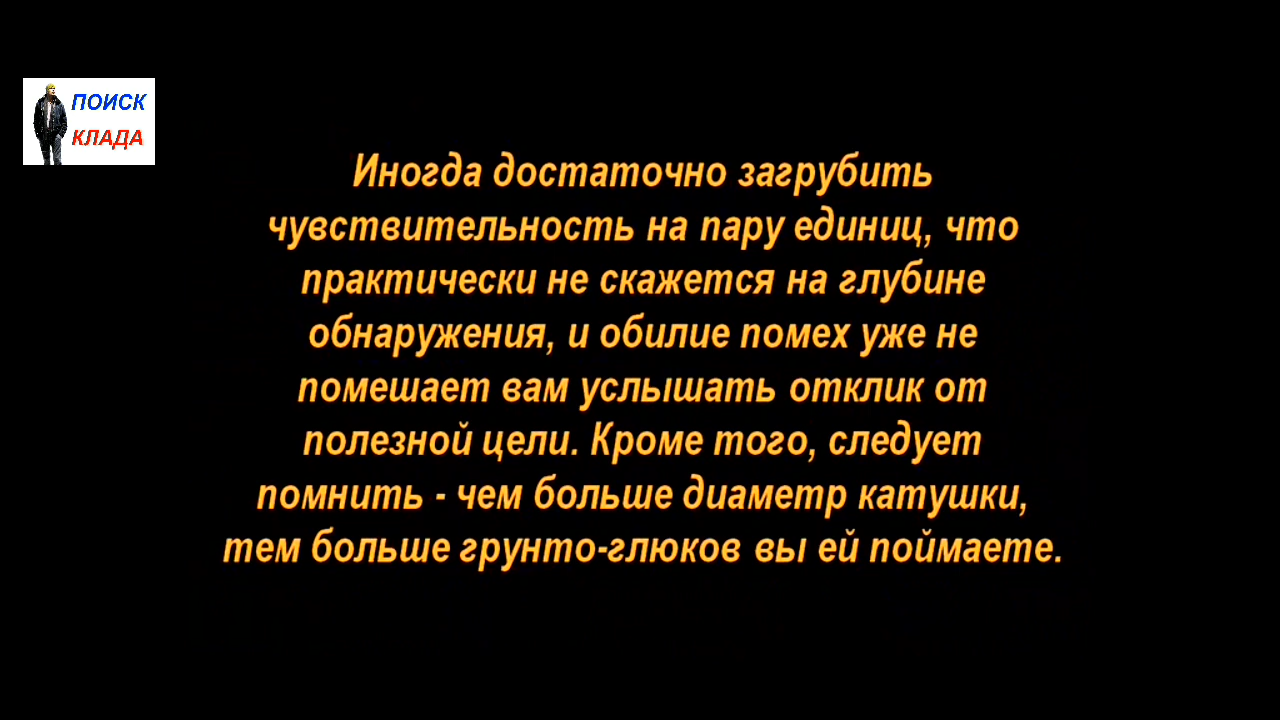 ПОИСК
КЛАДА
Иногда достаточно загрубить
чувствительность на пару единиц, что
практически не скажется на глубине
обнаружения, и обилие помех уже не
помешает вам услышать отклик от
полезной цели. Кроме того, следует
помнить - чем больше диаметр катушки,
тем больше грунто-глюков вы ей поймаете.